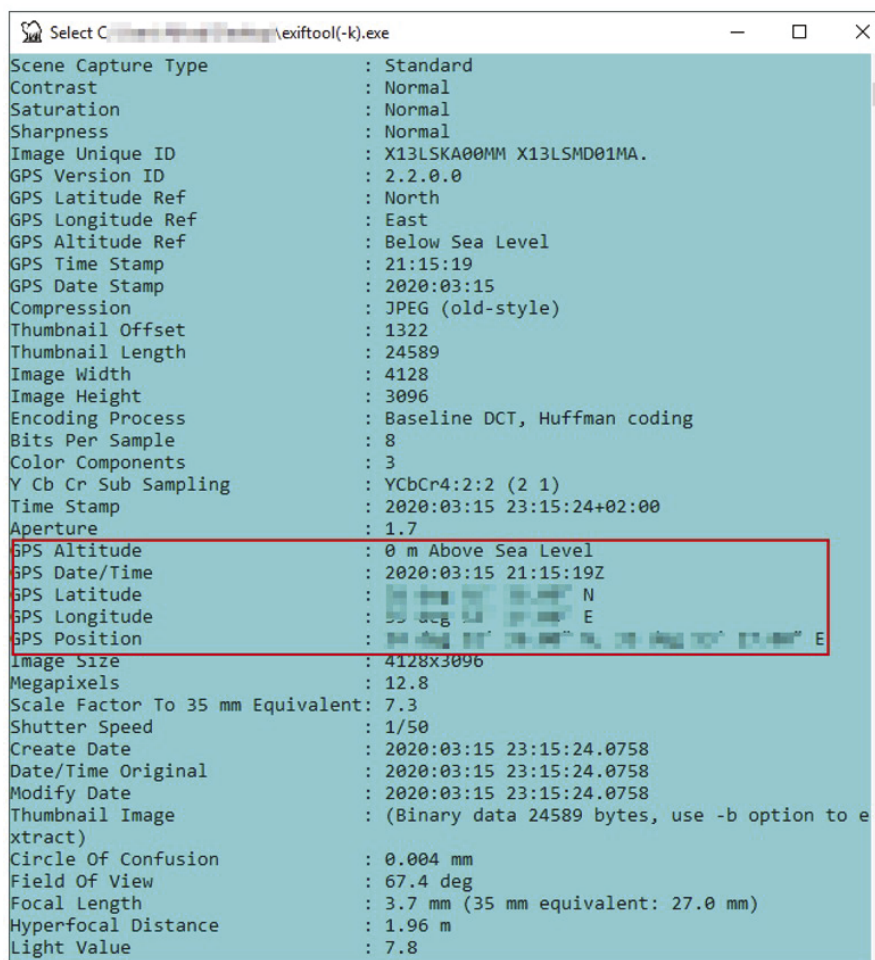 Select C \exiftool(-k).exe
Scene Capture Type : Standard
Contrast : Normal
Saturation : Normal
Sharpness : Normal
Image Unique ID : X13LSKA00MM X13LSMD01MA.
GPS Version ID : 2.2.0.0
GPS Latitude Ref : North
GPS Longitude Ref : East
GPS Altitude Ref : Below Sea Level
GPS Time Stamp : 21:15:19
GPS Date Stamp : 2020:03:15
Compression : JPEG (old-style)
Thumbnail Offset : 1322
Thumbnail Length : 24589
Image Width : 4128
Image Height : 3096
Encoding Process : Baseline DCT, Huffman coding
Bits Per Sample : 8
Color Components : 3
Y Cb Cr Sub Sampling : YCbCr4:2:2 (2 1)
Time Stamp : 2020:03:15 23:15:24+02:00
Aperture : 1.7
GPS Altitude : 0 m Above Sea Level
GPS Date/Time : 2020:03:15 21:15:19Z
GPS Latitude : N
GPS Longitude : E
GPS Position : E
Image Size : 4128x3096
Megapixels : 12.8
Scale Factor To 35 mm Equivalent: 7.3
Shutter Speed : 1/50
Create Date : 2020:03:15 23:15:24.0758
Date/Time Original : 2020:03:15 23:15:24.0758
Modify Date : 2020:03:15 23:15:24.0758
Thumbnail Image : (Binary data 24589 bytes, use -b option to e
xtract)
Circle Of Confusion : 0.004 mm
Field Of View : 67.4 deg
Focal Length : 3.7 mm (35 mm equivalent: 27.0 mm)
Hyperfocal Distance : 1.96 m
Light Value : 7.8